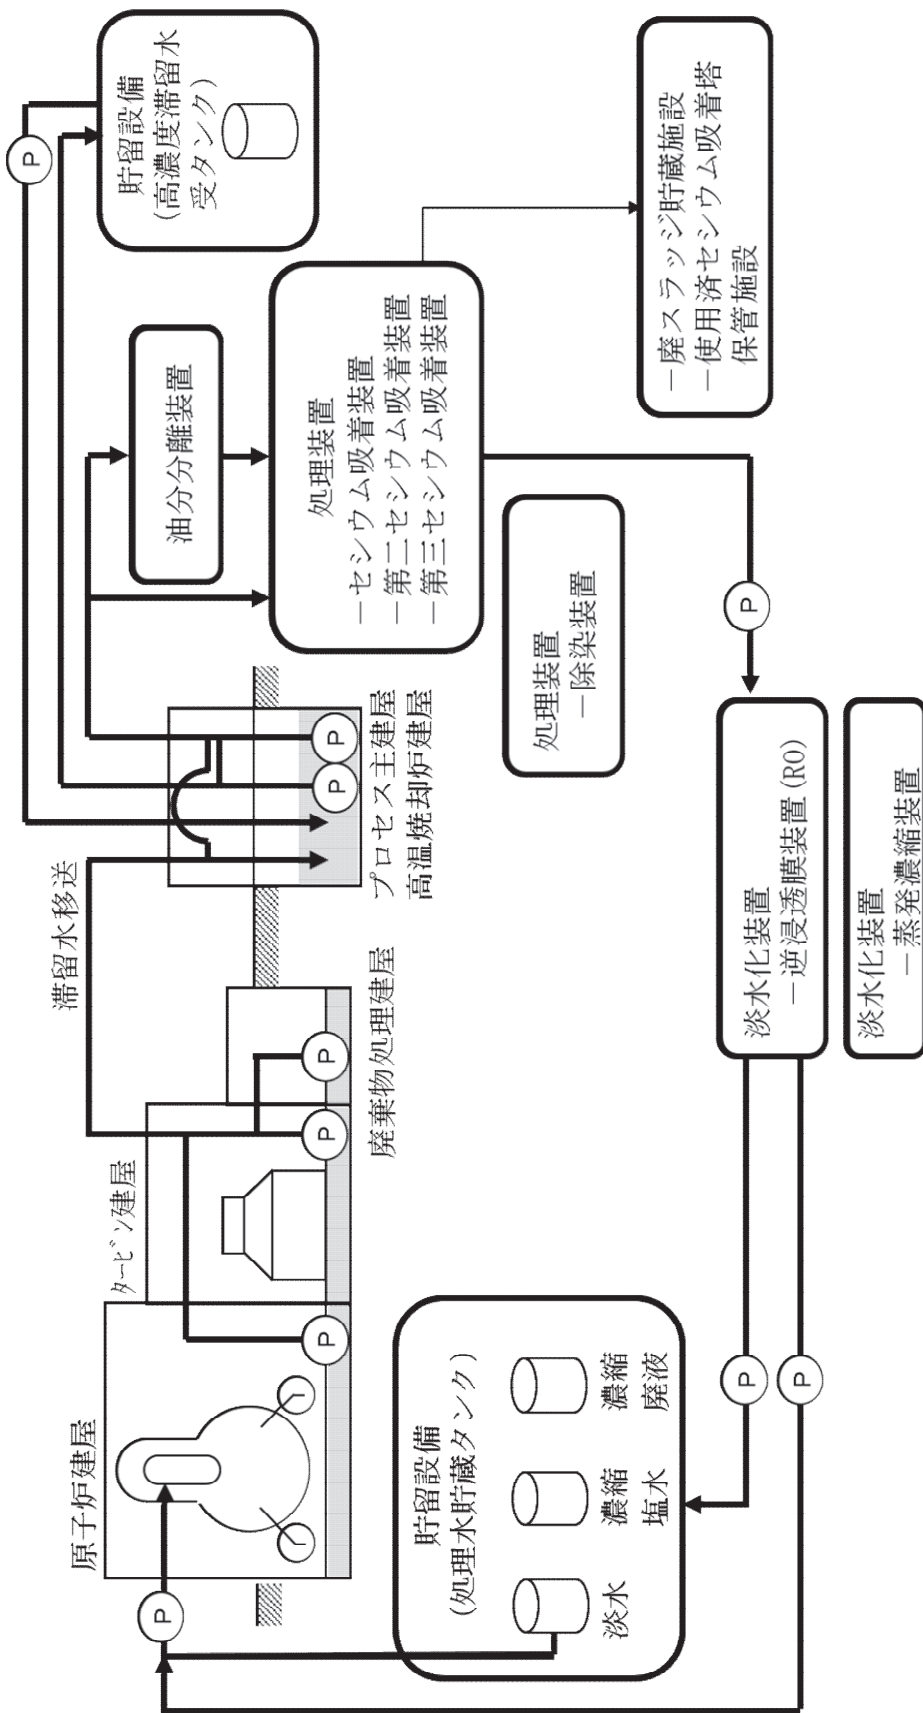 原子炉建屋
タービン建屋
滞留水移送
廃棄物処理建屋
プロセス主建屋
高温焼却炉建屋
油分分離装置
貯留設備
(高濃度滞留水
受タンク)
処理装置
－セシウム吸着装置
－第二セシウム吸着装置
－第三セシウム吸着装置
処理装置
－除染装置
－廃スラッジ貯蔵施設
－使用済セシウム吸着塔
保管施設
貯留設備
(処理水貯蔵タンク)
淡水
濃縮
塩水
濃縮
廃液
淡水化装置
－逆浸透膜装置(RO)
淡水化装置
－蒸発濃縮装置
P
P
P
P
P
P
P
P
P
P